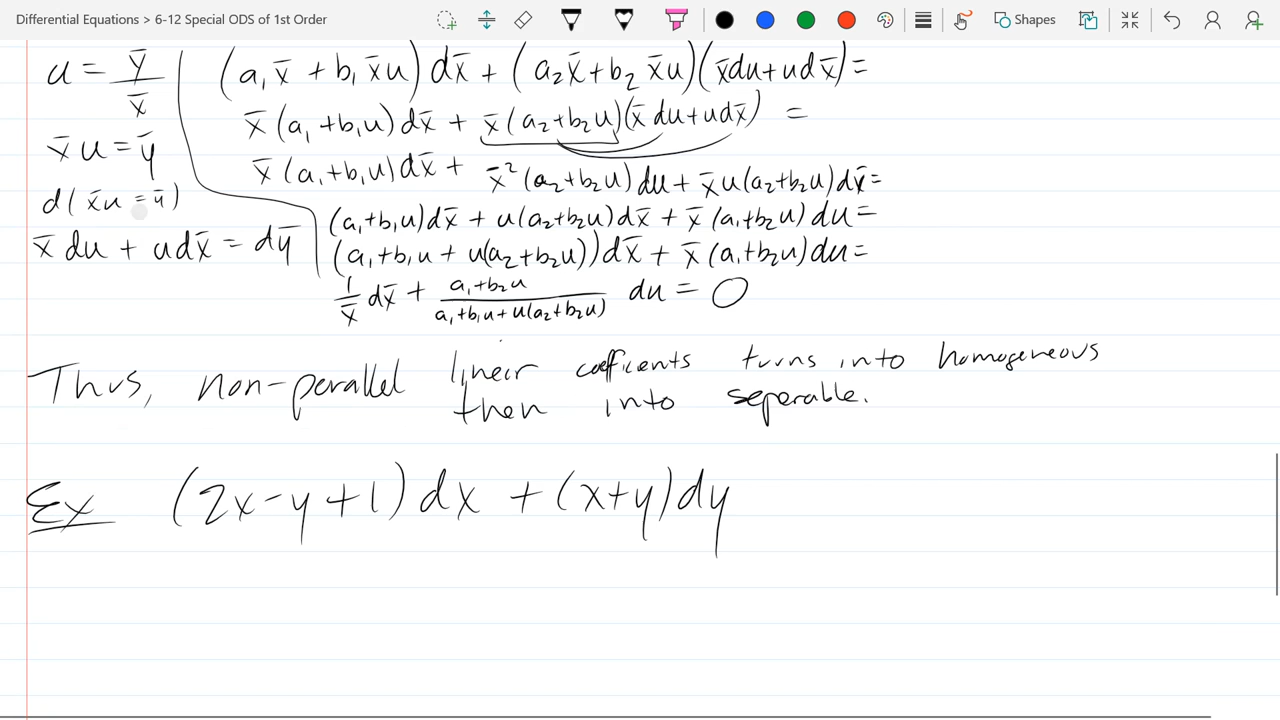 Differential Equations > 6-12 Special ODS of 1st Order
Shapes
u = y̅/x̅
x̅u = y̅
d(x̅u = y̅)
x̅du + udx̅ = dy̅
(a₁x̅ + b₁x̅u)dx̅ + (a₂x̅+b₂x̅u)(x̅du+udx̅)=
x̅(a₁+b₁u)dx̅ + x̅(a₂+b₂u)(x̅du+udx̅) =
x̅(a₁+b₁u)dx̅ + x̅²(a₂+b₂u)du + x̅u(a₂+b₂u)dx̅=
(a₁+b₁u)dx̅ + u(a₂+b₂u)dx̅ + x̅(a₁+b₂u)du=
(a₁+b₁u + u(a₂+b₂u))dx̅ + x̅(a₁+b₂u)du=
1/x̅ dx̅ + (a₁+b₂u)/(a₁+b₁u+u(a₂+b₂u)) du = 0
Thus, non-perallel linear coefficents turns into homogeneous
then into seperable.
Ex (2x-y+1)dx + (x+y)dy